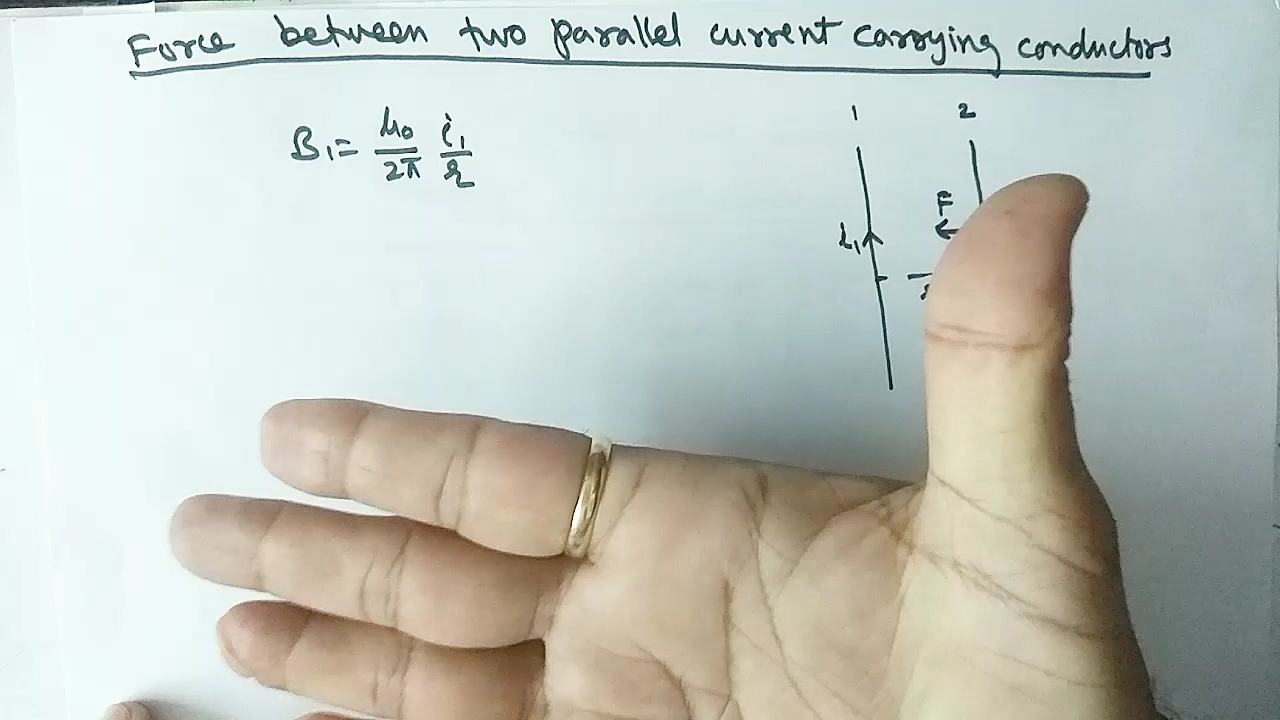 Force between two parallel current carrying conductors
B₁ = μ₀/2π i₁/r
1 2
F
i₁